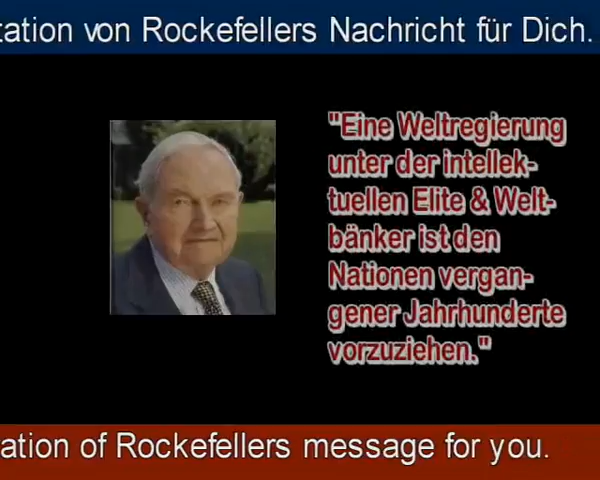 tation von Rockefellers Nachricht für Dich.
"Eine Weltregierung
unter der intellek-
tuellen Elite & Welt-
bänker ist den
Nationen vergan-
gener Jahrhunderte
vorzuziehen."
ation of Rockefellers message for you.